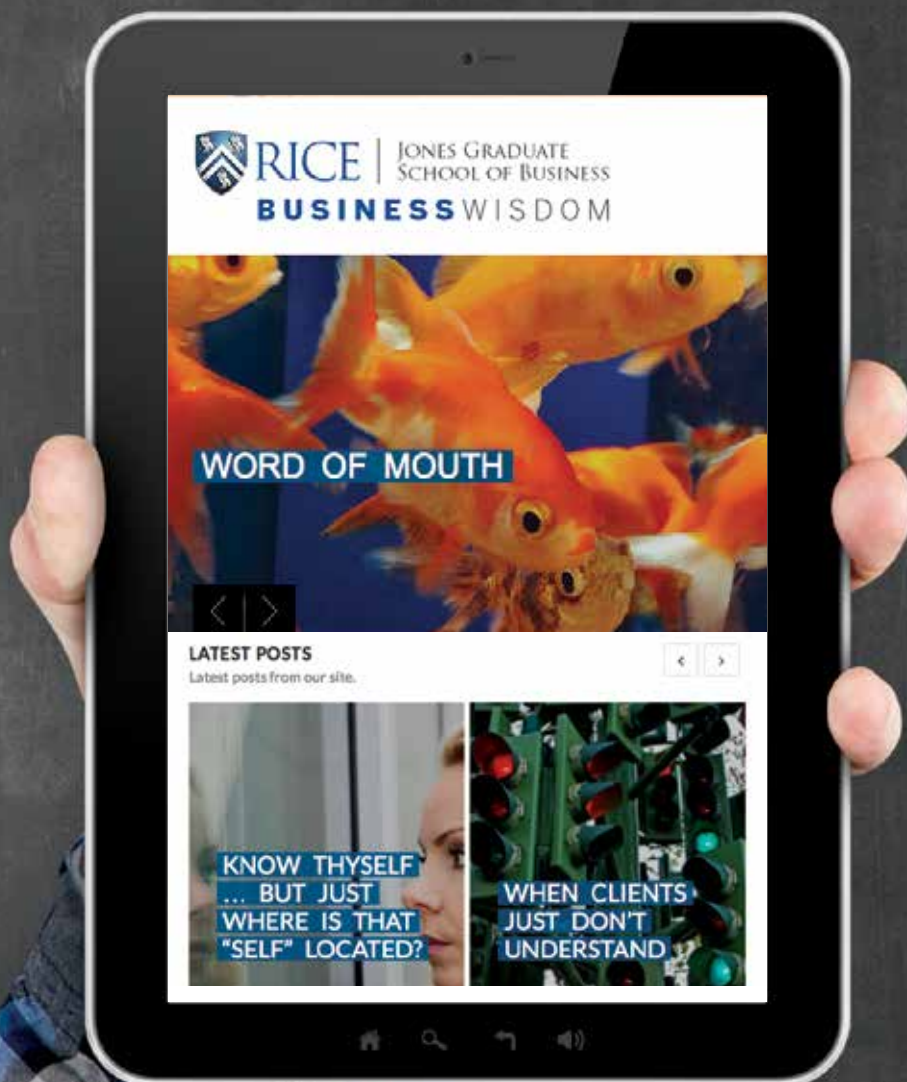 RICE
JONES GRADUATE
SCHOOL OF BUSINESS
BUSINESSWISDOM
WORD OF MOUTH
LATEST POSTS
Latest posts from our site.
KNOW THYSELF
... BUT JUST
WHERE IS THAT
"SELF" LOCATED?
WHEN CLIENTS
JUST DON'T
UNDERSTAND